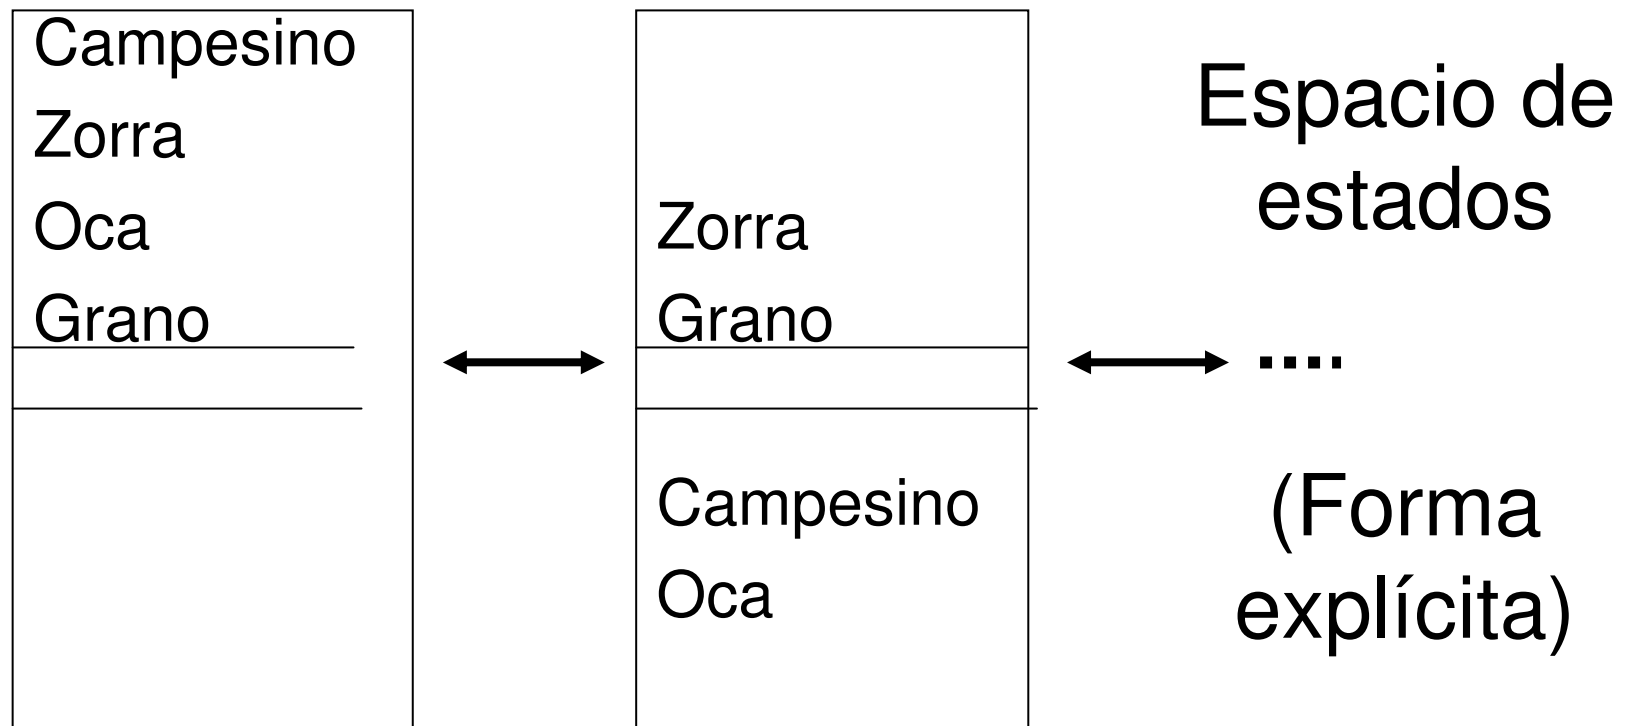 Campesino
Zorra
Oca
Grano
Zorra
Grano
Campesino
Oca
Espacio de
estados
....
(Forma
explícita)